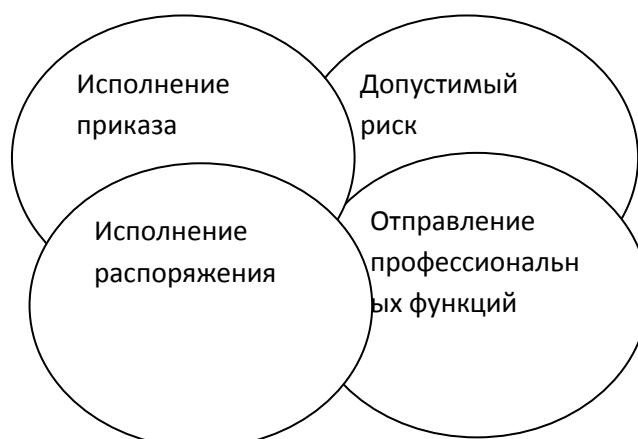 Исполнение
приказа
Допустимый
риск
Исполнение
распоряжения
Отправление
профессиональн
ых функций